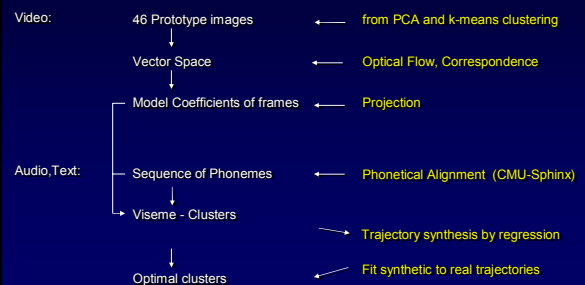 Video: 46 Prototype images from PCA and k-means clustering
Vector Space Optical Flow, Correspondence
Model Coefficients of frames Projection
Audio,Text: Sequence of Phonemes Phonetical Alignment (CMU-Sphinx)
Viseme - Clusters
Trajectory synthesis by regression
Fit synthetic to real trajectories
Optimal clusters